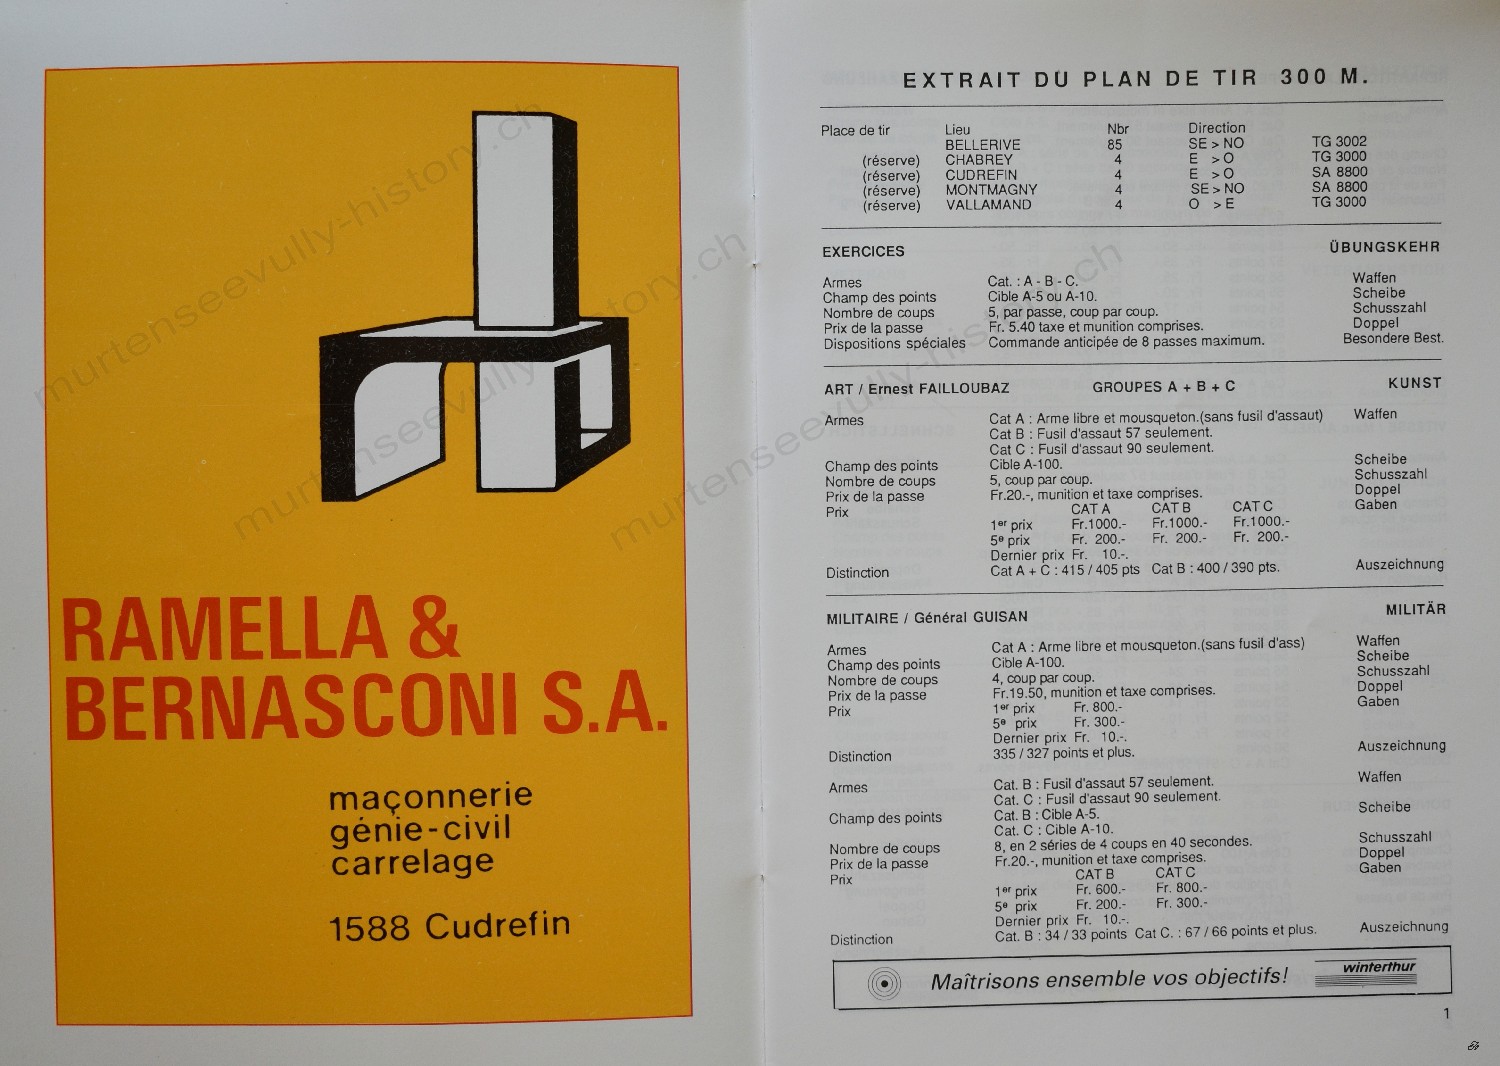 RAMELLA &
BERNASCONI S.A.
maçonnerie
génie-civil
carrelage
1588 Cudrefin
murtenseevully-history.ch
murtenseevully-history.ch
murtenseevully-history.ch
EXTRAIT DU PLAN DE TIR 300 M.
Place de tir Lieu Nbr Direction
BELLERIVE 85 SE > NO TG 3002
(réserve) CHABREY 4 E > O TG 3000
(réserve) CUDREFIN 4 E > O SA 8800
(réserve) MONTMAGNY 4 SE > NO SA 8800
(réserve) VALLAMAND 4 O > E TG 3000
EXERCICES ÜBUNGSKEHR
Armes Cat. : A - B - C. Waffen
Champ des points Cible A-5 ou A-10. Scheibe
Nombre de coups 5, par passe, coup par coup. Schusszahl
Prix de la passe Fr. 5.40 taxe et munition comprises. Doppel
Dispositions spéciales Commande anticipée de 8 passes maximum. Besondere Best.
ART / Ernest FAILLOUBAZ GROUPES A + B + C KUNST
Armes Cat A : Arme libre et mousqueton.(sans fusil d'assaut) Waffen
Cat B : Fusil d'assaut 57 seulement.
Cat C : Fusil d'assaut 90 seulement.
Champ des points Cible A-100. Scheibe
Nombre de coups 5, coup par coup. Schusszahl
Prix de la passe Fr.20.-, munition et taxe comprises. Doppel
Prix CAT A CAT B CAT C Gaben
1er prix Fr.1000.- Fr.1000.- Fr.1000.-
5e prix Fr. 200.- Fr. 200.- Fr. 200.-
Dernier prix Fr. 10.-.
Distinction Cat A + C : 415 / 405 pts Cat B : 400 / 390 pts. Auszeichnung
MILITAIRE / Général GUISAN MILITÄR
Armes Cat A : Arme libre et mousqueton.(sans fusil d'ass) Waffen
Champ des points Cible A-100. Scheibe
Nombre de coups 4, coup par coup. Schusszahl
Prix de la passe Fr.19.50, munition et taxe comprises. Doppel
Prix 1er prix Fr. 800.- Gaben
5e prix Fr. 300.-
Dernier prix Fr. 10.-.
Distinction 335 / 327 points et plus. Auszeichnung
Armes Cat. B : Fusil d'assaut 57 seulement. Waffen
Cat. C : Fusil d'assaut 90 seulement.
Champ des points Cat. B : Cible A-5. Scheibe
Cat. C : Cible A-10.
Nombre de coups 8, en 2 séries de 4 coups en 40 secondes. Schusszahl
Prix de la passe Fr.20.-, munition et taxe comprises. Doppel
Prix CAT B CAT C Gaben
1er prix Fr. 600.- Fr. 800.-
5e prix Fr. 200.- Fr. 300.-
Dernier prix Fr. 10.-.
Distinction Cat. B : 34 / 33 points Cat C. : 67 / 66 points et plus. Auszeichnung
Maîtrisons ensemble vos objectifs! winterthur
1